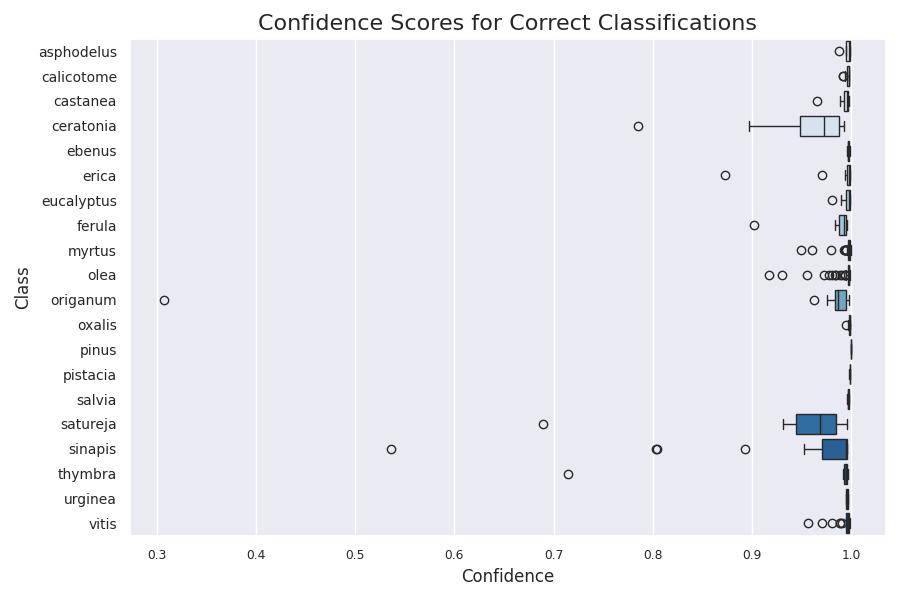 Confidence Scores for Correct Classifications
asphodelus
calicotome
castanea
ceratonia
ebenus
erica
eucalyptus
ferula
myrtus
olea
origanum
oxalis
pinus
pistacia
salvia
satureja
sinapis
thymbra
urginea
vitis
Class
0.3 0.4 0.5 0.6 0.7 0.8 0.9 1.0
Confidence